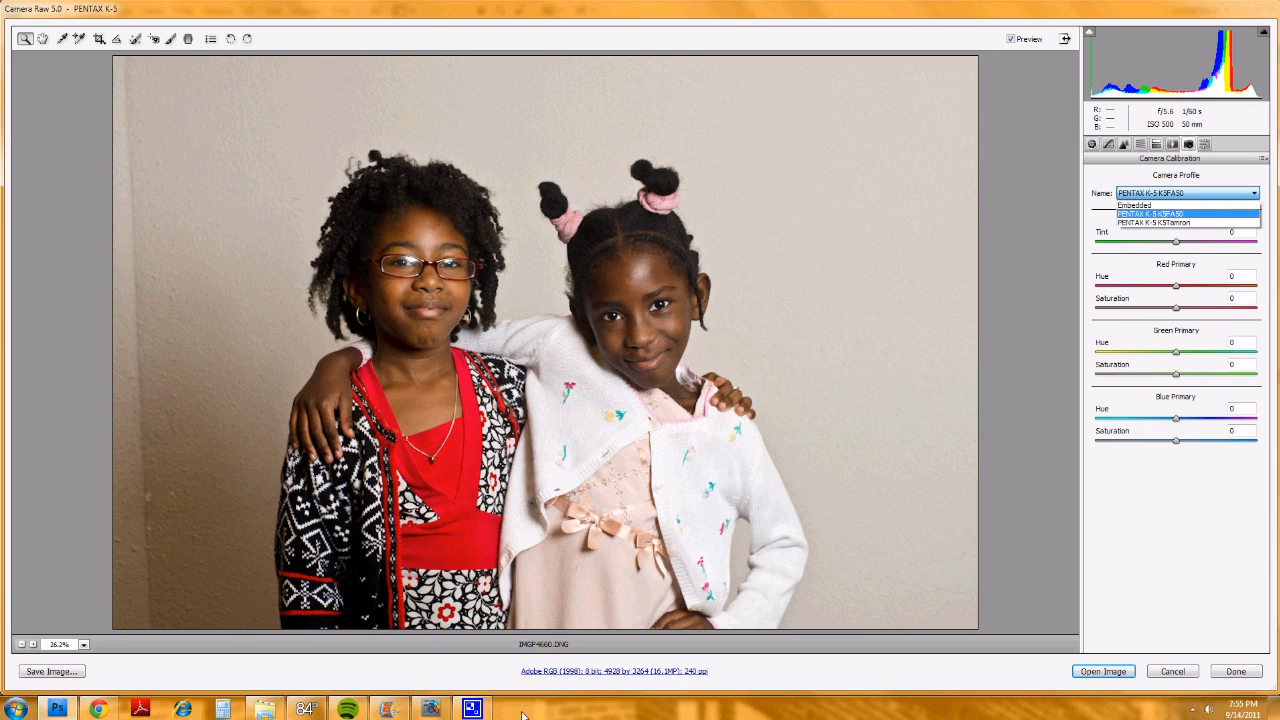 Camera Raw 5.0 - PENTAX K-5
Preview
R: ---
G: ---
B: ---
f/5.6 1/60 s
ISO 500 50 mm
Camera Calibration
Camera Profile
Name: PENTAX K-5 K5FA50
Embedded
PENTAX K-5 K5FA50
PENTAX K-5 K5Tamron
Tint 0
Red Primary
Hue 0
Saturation 0
Green Primary
Hue 0
Saturation 0
Blue Primary
Hue 0
Saturation 0
26.2%
IMGP4660.DNG
Save Image...
Adobe RGB (1998); 8 bit; 4928 by 3264 (16.1MP); 240 ppi
Open Image
Cancel
Done
Ps
84°
7:55 PM
9/14/2011